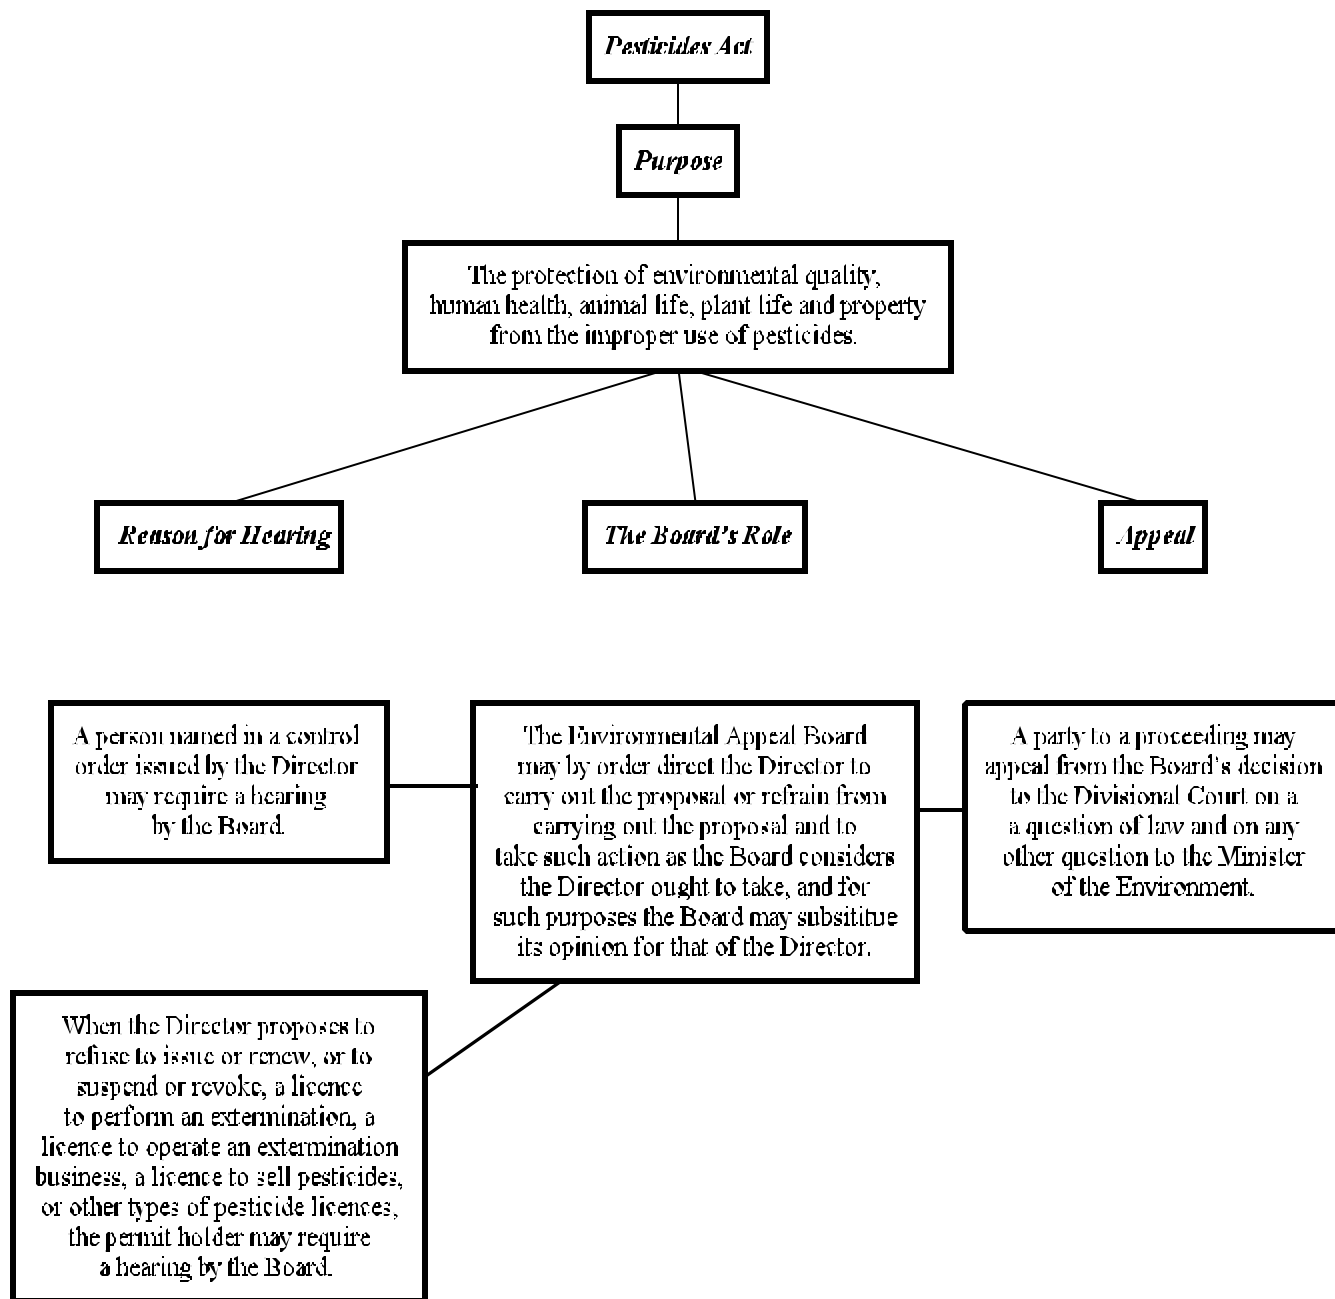 Pesticides Act
Purpose
The protection of environmental quality,
human health, animal life, plant life and property
from the improper use of pesticides.
Reason for Hearing
The Board's Role
Appeal
A person named in a control
order issued by the Director
may require a hearing
by the Board.
The Environmental Appeal Board
may by order direct the Director to
carry out the proposal or refrain from
carrying out the proposal and to
take such action as the Board considers
the Director ought to take, and for
such purposes the Board may subsititue
its opinion for that of the Director.
A party to a proceeding may
appeal from the Board's decision
to the Divisional Court on a
a question of law and on any
other question to the Minister
of the Environment.
When the Director proposes to
refuse to issue or renew, or to
suspend or revoke, a licence
to perform an extermination, a
licence to operate an extermination
business, a licence to sell pesticides,
or other types of pesticide licences,
the permit holder may require
a hearing by the Board.